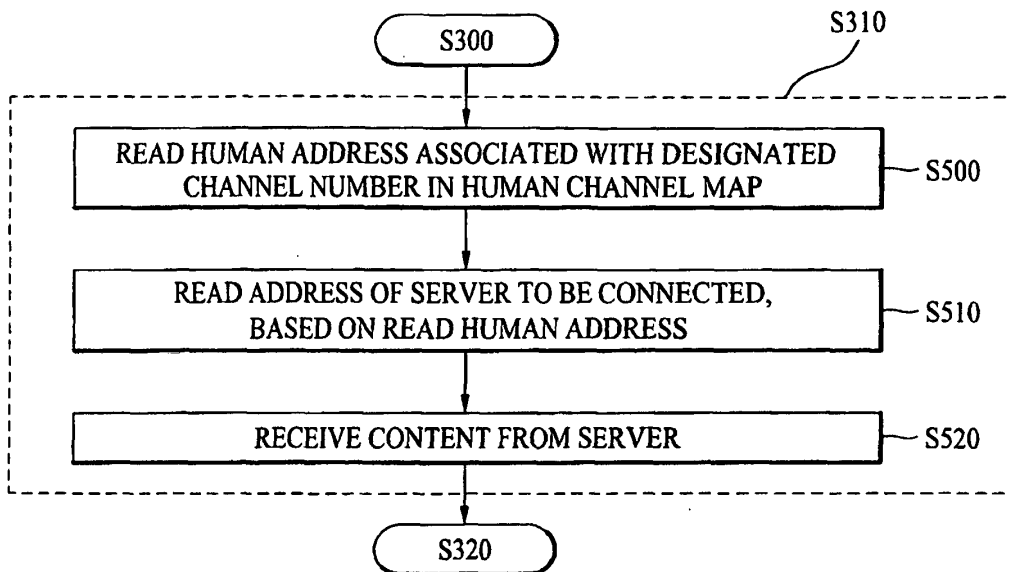 S300
S310
READ HUMAN ADDRESS ASSOCIATED WITH DESIGNATED
CHANNEL NUMBER IN HUMAN CHANNEL MAP
S500
READ ADDRESS OF SERVER TO BE CONNECTED,
BASED ON READ HUMAN ADDRESS
S510
RECEIVE CONTENT FROM SERVER
S520
S320